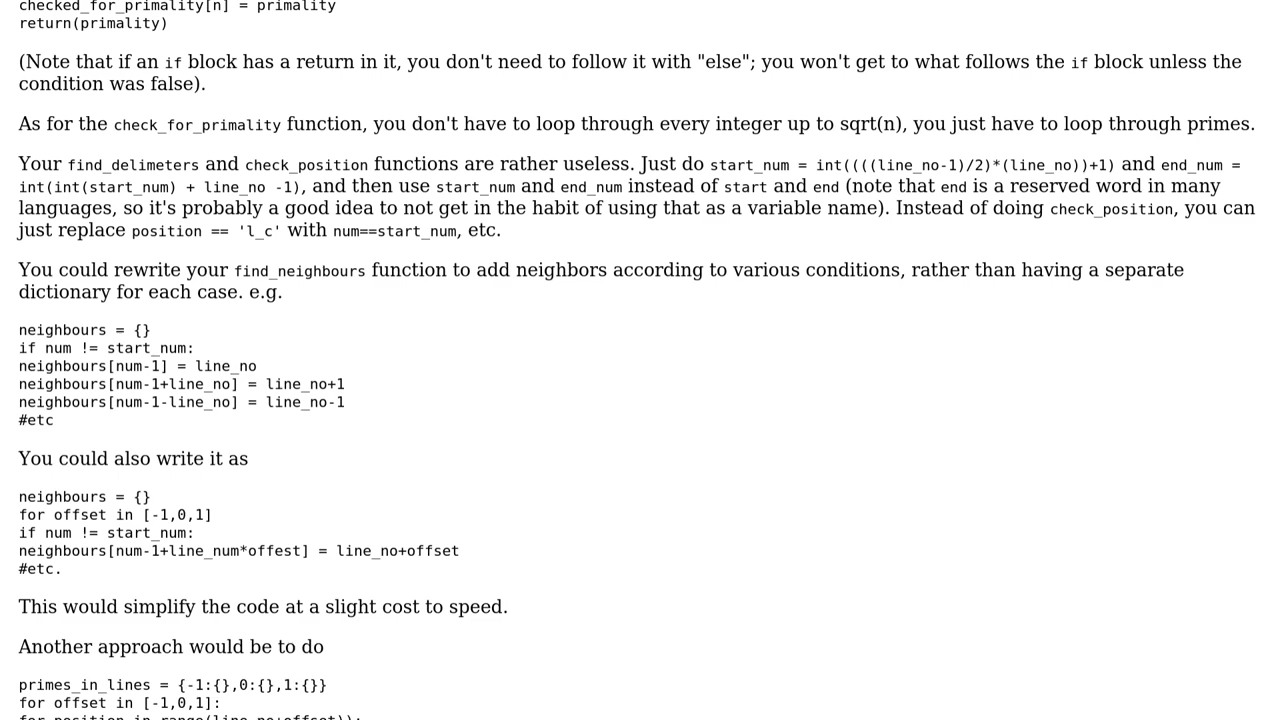 checked_for_primality[n] = primality
return(primality)
(Note that if an if block has a return in it, you don't need to follow it with "else"; you won't get to what follows the if block unless the
condition was false).
As for the check_for_primality function, you don't have to loop through every integer up to sqrt(n), you just have to loop through primes.
Your find_delimeters and check_position functions are rather useless. Just do start_num = int((((line_no-1)/2)*(line_no))+1) and end_num =
int(int(start_num) + line_no -1), and then use start_num and end_num instead of start and end (note that end is a reserved word in many
languages, so it's probably a good idea to not get in the habit of using that as a variable name). Instead of doing check_position, you can
just replace position == 'l_c' with num==start_num, etc.
You could rewrite your find_neighbours function to add neighbors according to various conditions, rather than having a separate
dictionary for each case. e.g.
neighbours = {}
if num != start_num:
neighbours[num-1] = line_no
neighbours[num-1+line_no] = line_no+1
neighbours[num-1-line_no] = line_no-1
#etc
You could also write it as
neighbours = {}
for offset in [-1,0,1]
if num != start_num:
neighbours[num-1+line_num*offest] = line_no+offset
#etc.
This would simplify the code at a slight cost to speed.
Another approach would be to do
primes_in_lines = {-1:{},0:{},1:{}}
for offset in [-1,0,1]:
for position in range(line_no+offset)):